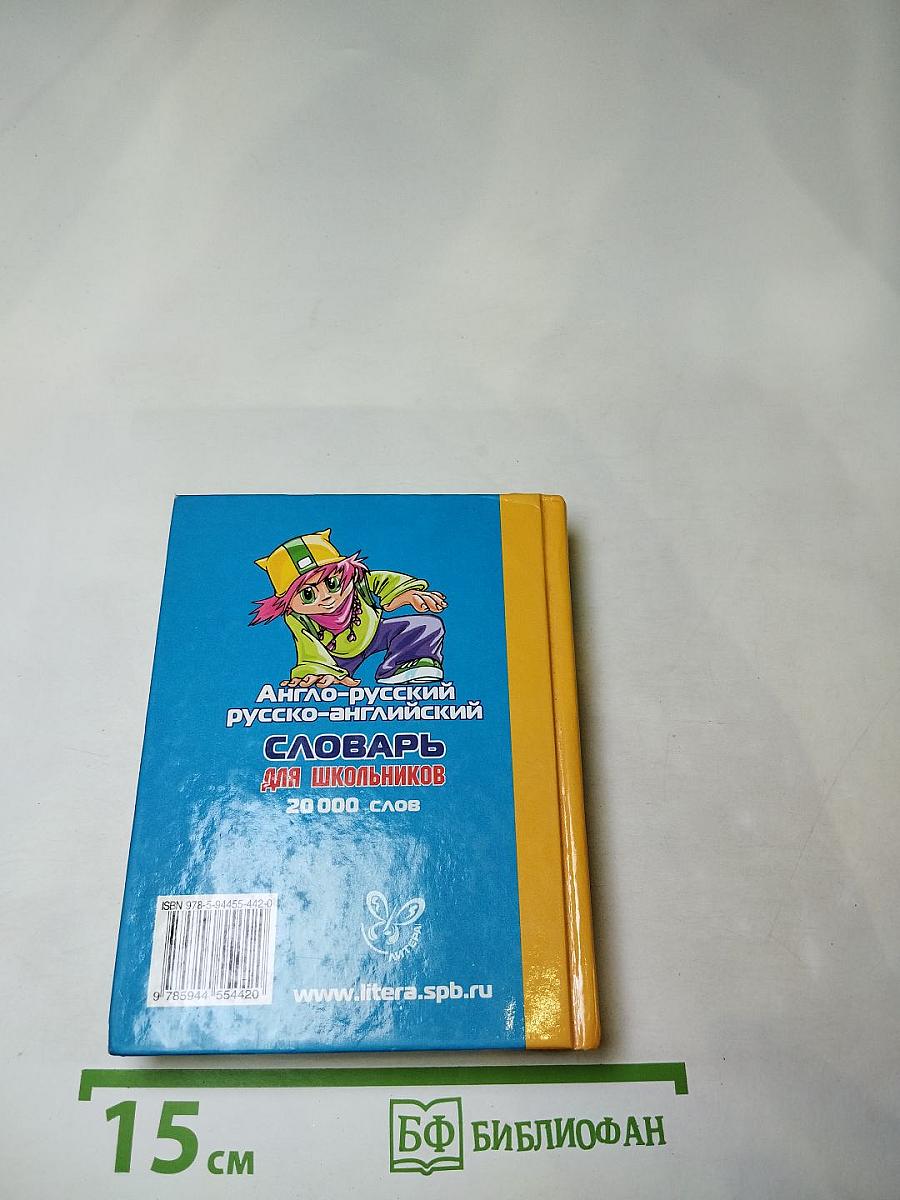 Англо-русский
русско-английский
СЛОВАРЬ
ДЛЯ ШКОЛЬНИКОВ
20 000 слов
ISBN 978-5-94455-442-0
9 785944 554420
ЛИТЕРА
www.litera.spb.ru
15 см
БФ БИБЛИОФАН